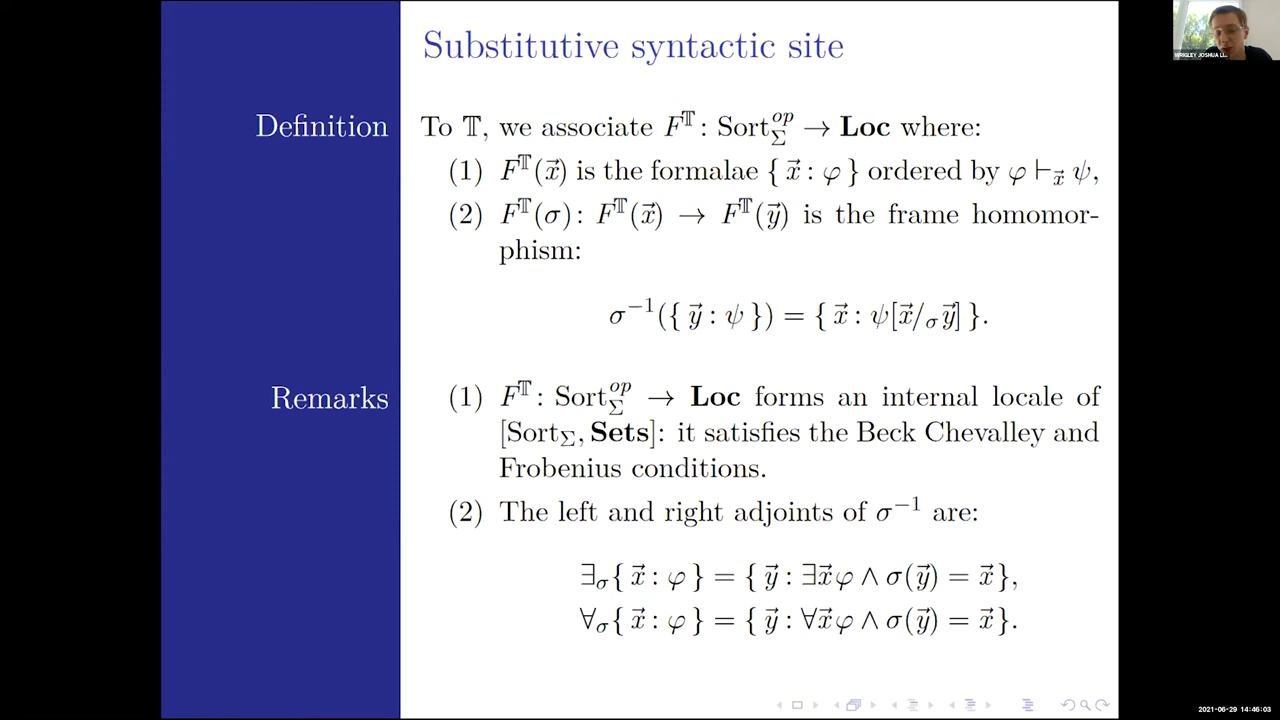 Substitutive syntactic site
WRIGLEY JOSHUA LI...
Definition
To 𝕋, we associate F^𝕋 : Sort_Σ^op → Loc where:
(1) F^𝕋(x⃗) is the formalae { x⃗ : φ } ordered by φ ⊢_x⃗ ψ,
(2) F^𝕋(σ) : F^𝕋(x⃗) → F^𝕋(y⃗) is the frame homomor-
phism:
σ^−1({ y⃗ : ψ }) = { x⃗ : ψ[x⃗/_σ y⃗] }.
Remarks
(1) F^𝕋 : Sort_Σ^op → Loc forms an internal locale of
[Sort_Σ, Sets]: it satisfies the Beck Chevalley and
Frobenius conditions.
(2) The left and right adjoints of σ^−1 are:
∃_σ{ x⃗ : φ } = { y⃗ : ∃x⃗φ ∧ σ(y⃗) = x⃗ },
∀_σ{ x⃗ : φ } = { y⃗ : ∀x⃗φ ∧ σ(y⃗) = x⃗ }.
2021-06-29 14:46:03